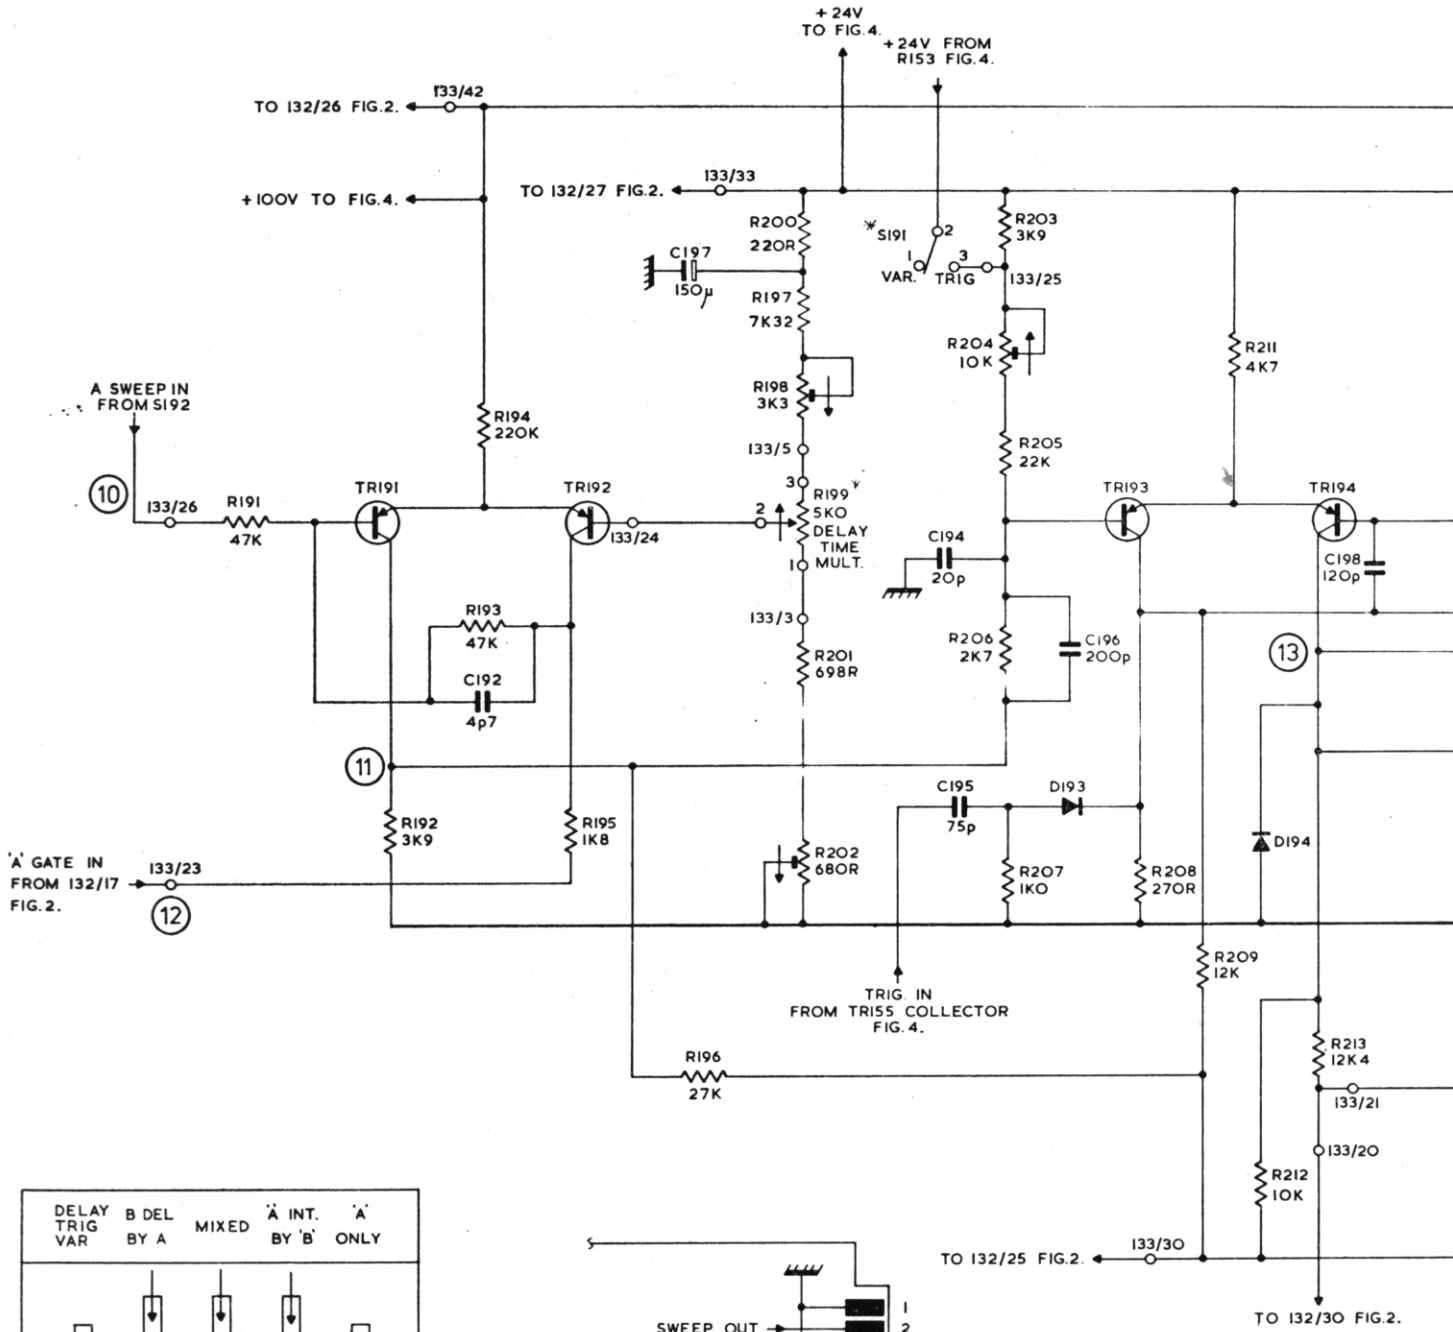 + 24V
TO FIG.4.
+24V FROM
R153 FIG.4.
133/42
TO 132/26 FIG.2.
+100V TO FIG.4.
TO 132/27 FIG.2.
133/33
R200
220R
C197
150µ
R197
7K32
*S191
2
1
VAR.
3
TRIG
133/25
R203
3K9
R204
10K
R211
4K7
A SWEEP IN
FROM S192
R194
220K
R198
3K3
133/5
R205
22K
10
133/26
R191
47K
TR191
TR192
133/24
3
2
1
R199*
5K0
DELAY
TIME
MULT.
TR193
TR194
C194
20p
C198
120p
R193
47K
C192
4p7
133/3
R201
698R
R206
2K7
C196
200p
13
11
C195
75p
D193
R192
3K9
R195
1K8
R202
680R
R207
1K0
R208
270R
D194
'A' GATE IN
FROM 132/17
FIG.2.
133/23
12
R209
12K
TRIG. IN
FROM TR155 COLLECTOR
FIG.4.
R213
12K4
R196
27K
133/21
133/20
R212
10K
DELAY
TRIG
VAR
B DEL
BY A
MIXED
'A' INT.
BY 'B'
'A'
ONLY
TO 132/25 FIG.2.
133/30
1
SWEEP OUT
2
TO 132/30 FIG.2.